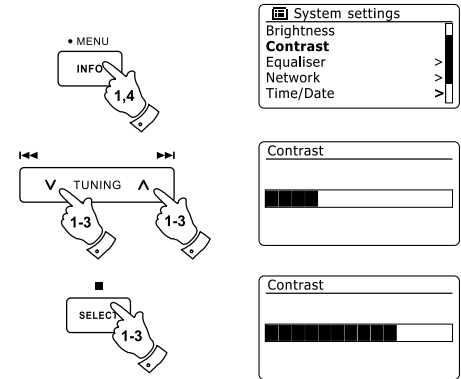 • MENU
INFO
1,4
System settings
Brightness
Contrast
Equaliser >
Network >
Time/Date >
TUNING
1-3
1-3
Contrast
SELECT
1-3
Contrast